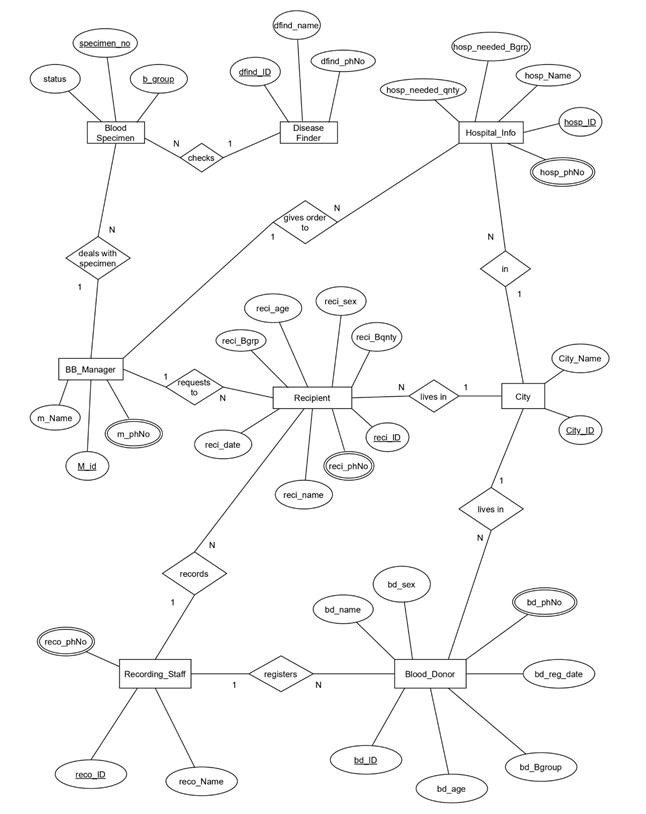 dfind_name
specimen_no
hosp_needed_Bgrp
dfind_phNo
status
b_group
dfind_ID
hosp_Name
hosp_needed_qnty
hosp_ID
Blood
Specimen
Disease
Finder
Hospital_Info
N
checks
1
hosp_phNo
N
gives order
to
1
N
deals with
specimen
1
N
in
1
reci_sex
reci_age
reci_Bgrp
reci_Bqnty
City_Name
BB_Manager
1
requests
to
N
Recipient
N
lives in
1
City
m_Name
m_phNo
M_id
reci_date
reci_ID
reci_phNo
reci_name
City_ID
1
lives in
N
N
records
1
bd_sex
bd_name
bd_phNo
reco_phNo
Recording_Staff
1
registers
N
Blood_Donor
bd_reg_date
reco_ID
reco_Name
bd_ID
bd_age
bd_Bgroup